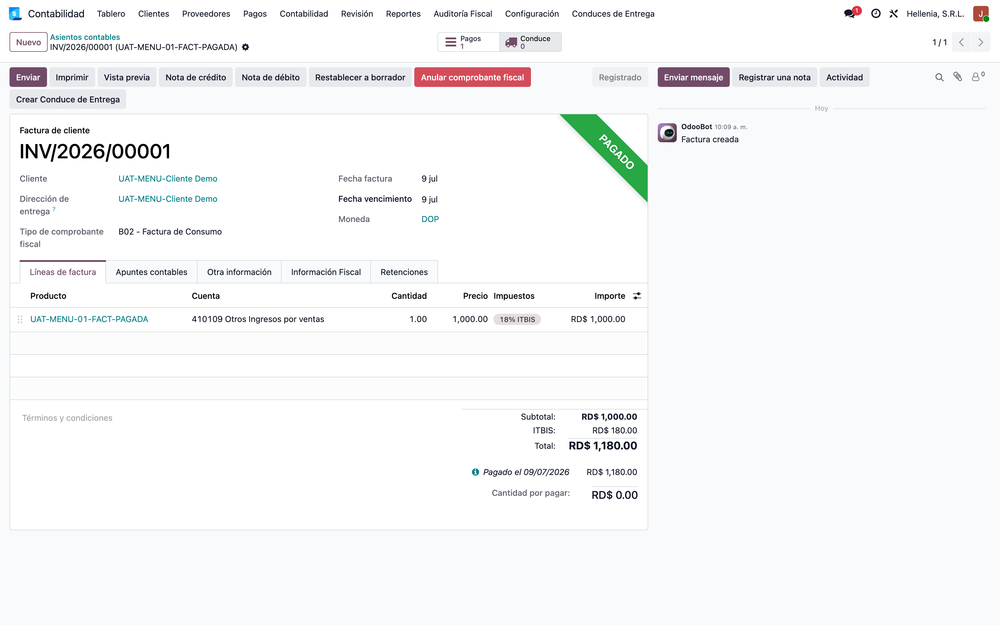 Contabilidad Tablero Clientes Proveedores Pagos Contabilidad Revisión Reportes Auditoría Fiscal Configuración Conduces de Entrega 1 Hellenia, S.R.L. J
Nuevo
Asientos contables
INV/2026/00001 (UAT-MENU-01-FACT-PAGADA)
Pagos
1
Conduce
0
1 / 1
Enviar Imprimir Vista previa Nota de crédito Nota de débito Restablecer a borrador Anular comprobante fiscal Registrado
Crear Conduce de Entrega
Enviar mensaje Registrar una nota Actividad 0
Hoy
OdooBot 10:09 a. m.
Factura creada
Factura de cliente
INV/2026/00001
PAGADO
Cliente UAT-MENU-Cliente Demo
Dirección de
entrega ? UAT-MENU-Cliente Demo
Tipo de comprobante
fiscal B02 - Factura de Consumo
Fecha factura 9 jul
Fecha vencimiento 9 jul
Moneda DOP
Líneas de factura Apuntes contables Otra información Información Fiscal Retenciones
Producto Cuenta Cantidad Precio Impuestos Importe
UAT-MENU-01-FACT-PAGADA 410109 Otros Ingresos por ventas 1.00 1,000.00 18% ITBIS RD$ 1,000.00
Términos y condiciones
Subtotal: RD$ 1,000.00
ITBIS: RD$ 180.00
Total: RD$ 1,180.00
Pagado el 09/07/2026 RD$ 1,180.00
Cantidad por pagar: RD$ 0.00